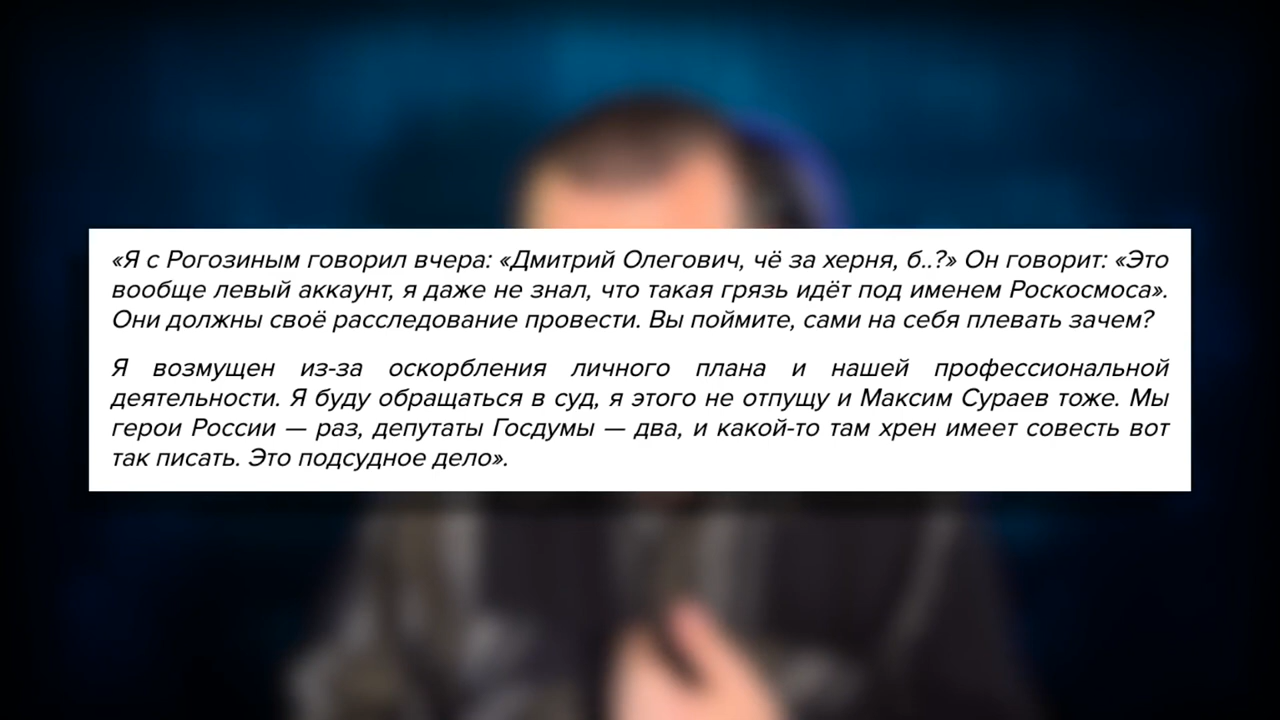 «Я с Рогозиным говорил вчера: «Дмитрий Олегович, чё за херня, б..?» Он говорит: «Это
вообще левый аккаунт, я даже не знал, что такая грязь идёт под именем Роскосмоса».
Они должны своё расследование провести. Вы поймите, сами на себя плевать зачем?
Я возмущен из-за оскорбления личного плана и нашей профессиональной
деятельности. Я буду обращаться в суд, я этого не отпущу и Максим Сураев тоже. Мы
герои России — раз, депутаты Госдумы — два, и какой-то там хрен имеет совесть вот
так писать. Это подсудное дело».